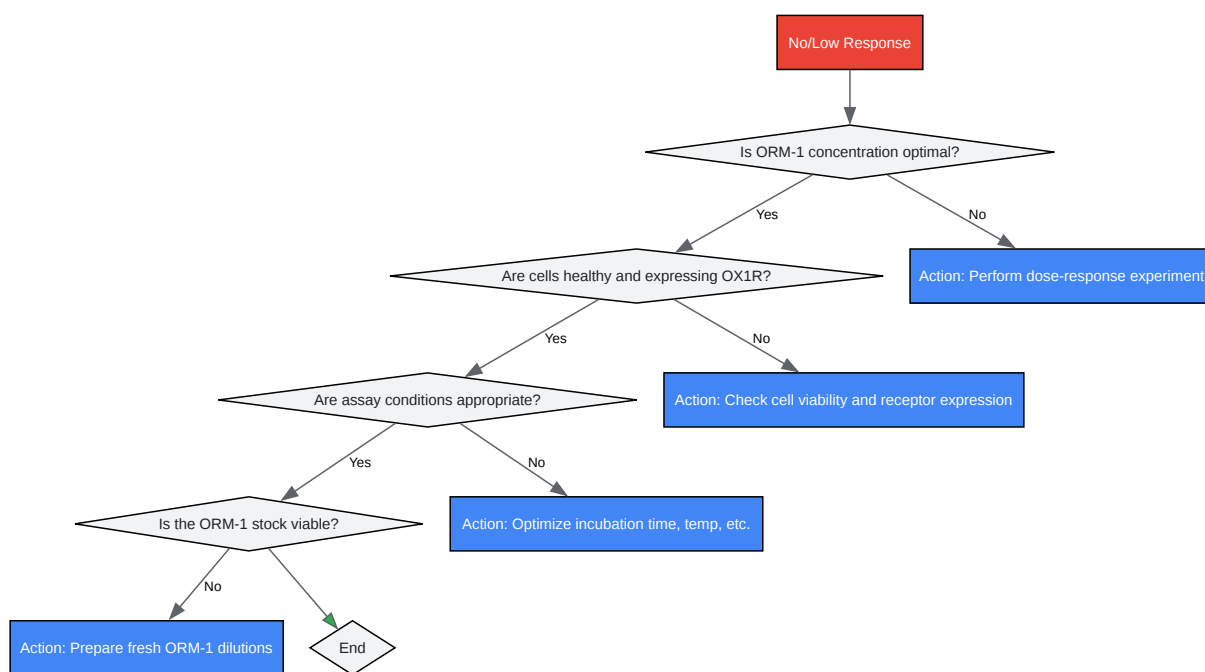 No/Low Response
Is ORM-1 concentration optimal?
Yes
No
Are cells healthy and expressing OX1R?
Action: Perform dose-response experiment
Yes
No
Are assay conditions appropriate?
Action: Check cell viability and receptor expression
Yes
No
Is the ORM-1 stock viable?
Action: Optimize incubation time, temp, etc.
No
Action: Prepare fresh ORM-1 dilutions
End